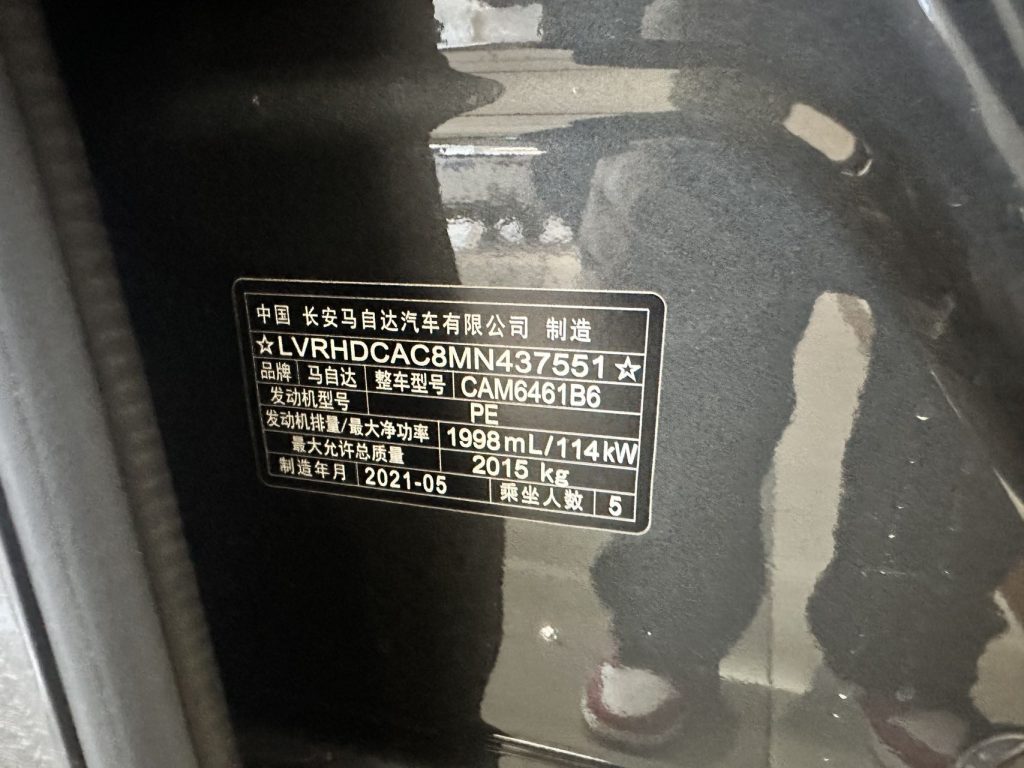 中国 长安马自达汽车有限公司 制造
☆LVRHDCAC8MN437551☆
品牌 马自达 整车型号 CAM6461B6
发动机型号 PE
发动机排量/最大净功率 1998mL/114kW
最大允许总质量 2015 kg
制造年月 2021-05 乘坐人数 5